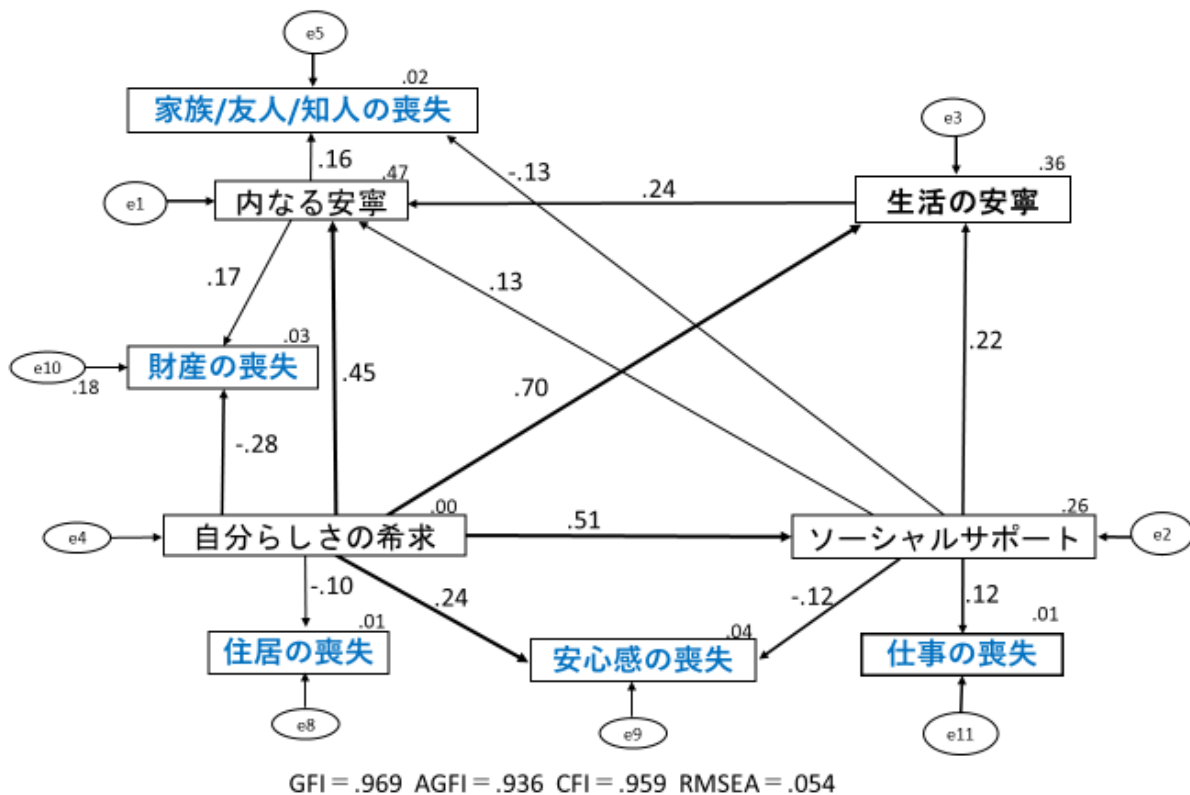 e5
.02
家族/友人/知人の喪失
e3
.16
.47
-.13
.36
e1
内なる安寧
.24
生活の安寧
.17
.13
.03
.22
e10
財産の喪失
.18
.45
.70
-.28
.00
.51
.26
e4
自分らしさの希求
ソーシャルサポート
e2
-.10
.24
-.12
.12
.01
.04
.01
住居の喪失
安心感の喪失
仕事の喪失
e8
e9
e11
GFI＝.969 AGFI＝.936 CFI＝.959 RMSEA＝.054